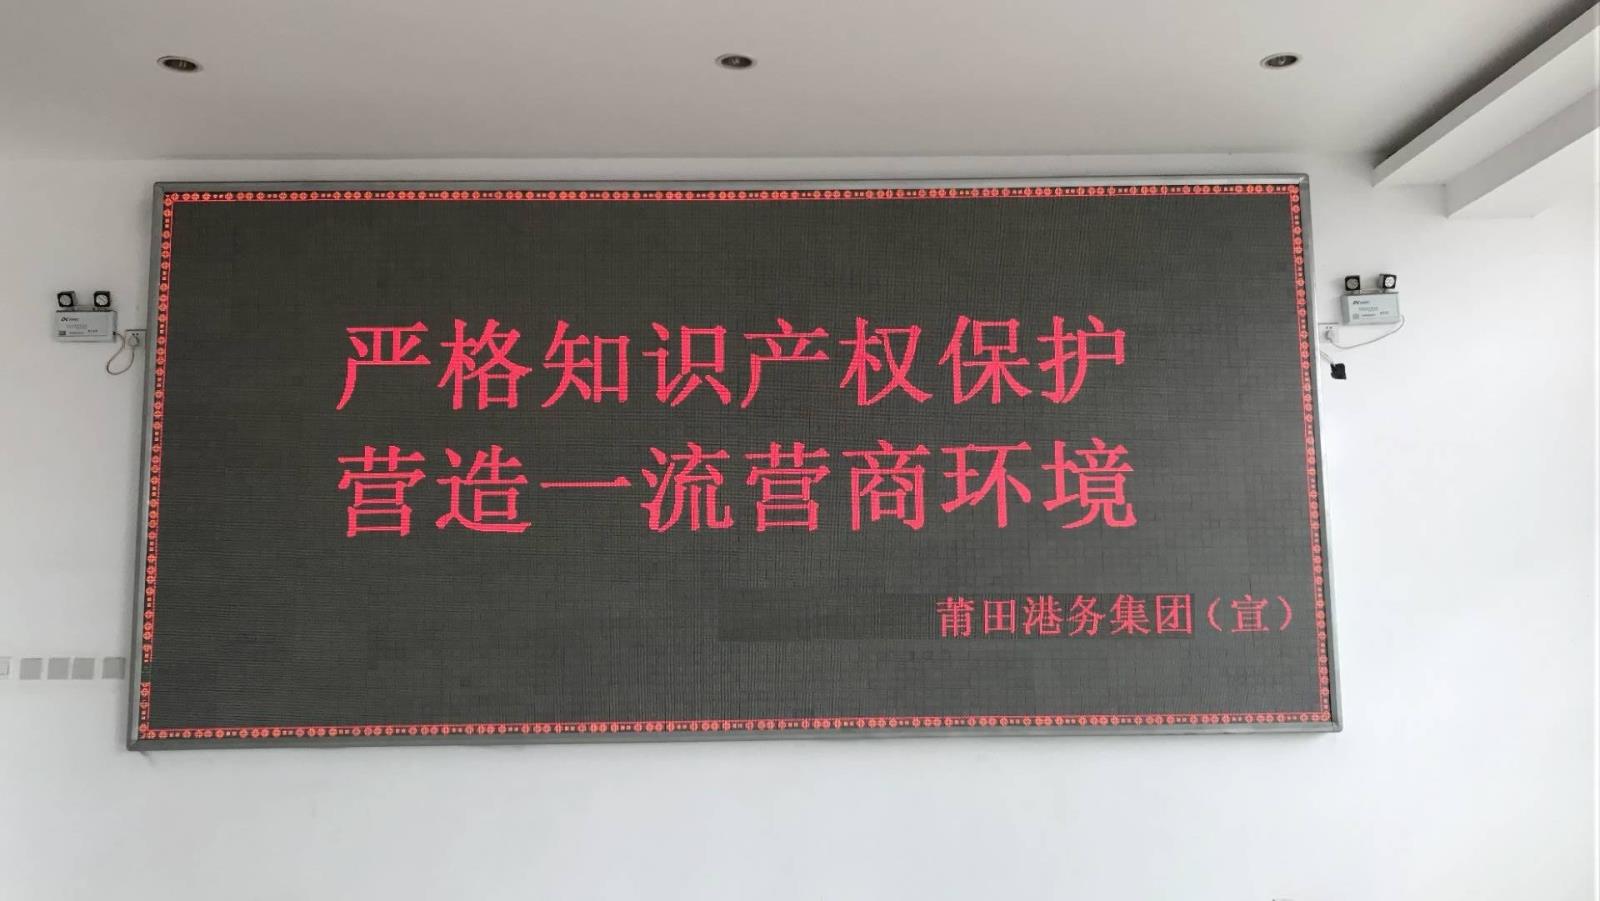 严格知识产权保护
营造一流营商环境
莆田港务集团（宣）